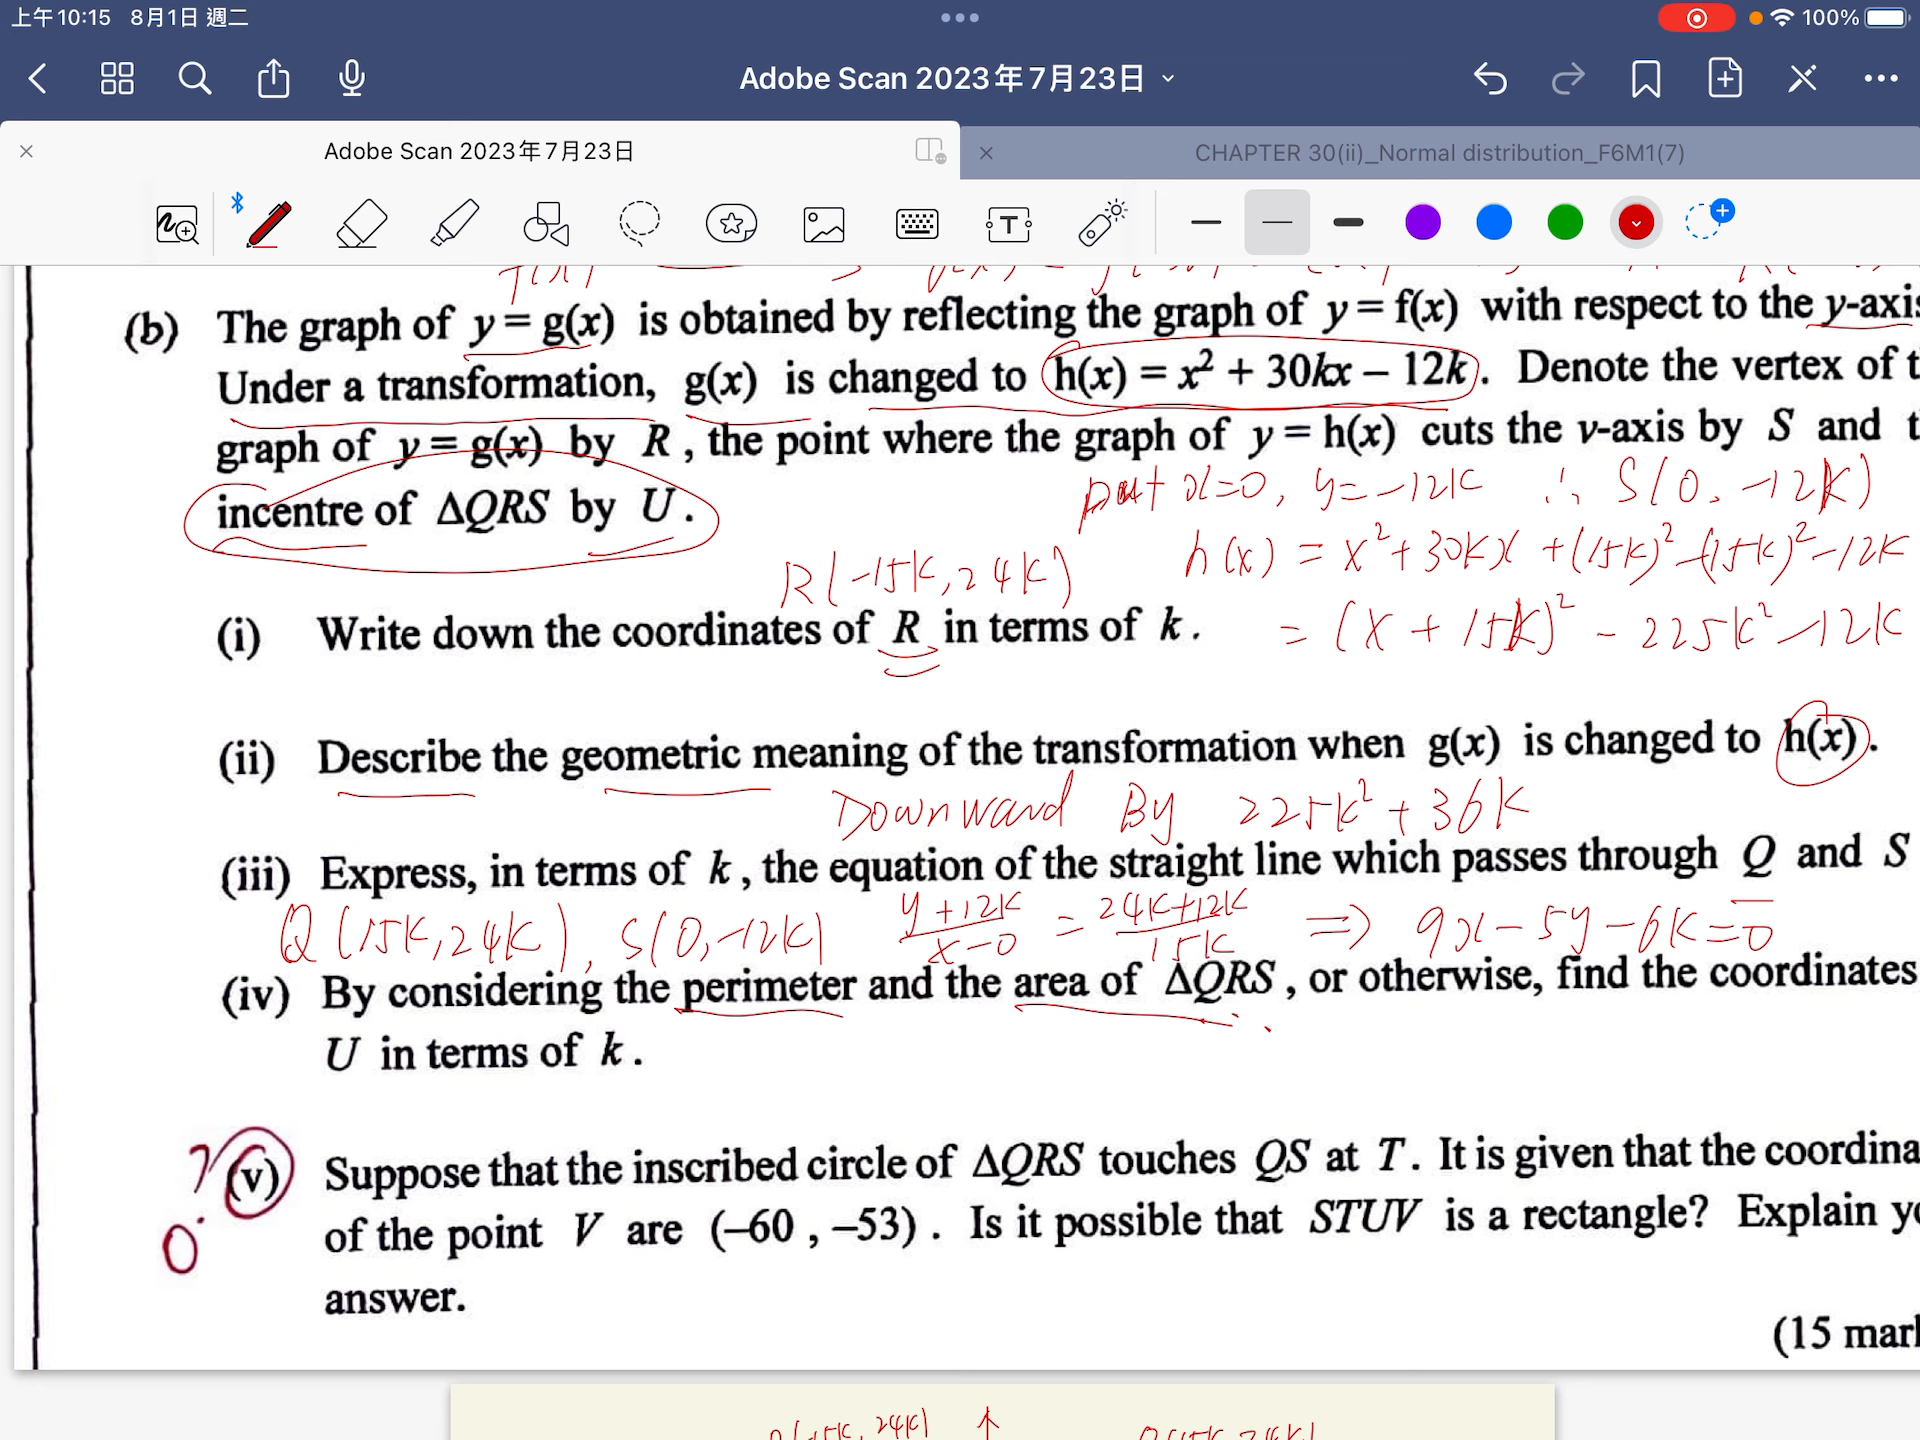 上午10:15 8月1日 週二
100%
Adobe Scan 2023年7月23日
Adobe Scan 2023年7月23日
CHAPTER 30(ii)_Normal distribution_F6M1(7)
(b) The graph of y = g(x) is obtained by reflecting the graph of y = f(x) with respect to the y-axis
Under a transformation, g(x) is changed to h(x) = x² + 30kx – 12k. Denote the vertex of t
graph of y = g(x) by R, the point where the graph of y = h(x) cuts the y-axis by S and t
put x=0, y=-12k ∴ S(0, -12k)
incentre of ΔQRS by U.
h(x) = x²+30kx+(15k)²-(15k)²-12k
R(-15k, 24k)
(i) Write down the coordinates of R in terms of k.
= (x+15k)² - 225k² - 12k
(ii) Describe the geometric meaning of the transformation when g(x) is changed to h(x).
Downward By 225k² + 36k
(iii) Express, in terms of k, the equation of the straight line which passes through Q and S
Q(15k, 24k), S(0, -12k) (y+12k)/(x-0) = (24k+12k)/(15k) ⇒ 9x-5y-6k=0
(iv) By considering the perimeter and the area of ΔQRS, or otherwise, find the coordinates
U in terms of k.
(v) Suppose that the inscribed circle of ΔQRS touches QS at T. It is given that the coordina
of the point V are (–60, –53). Is it possible that STUV is a rectangle? Explain yo
answer.
(15 mar